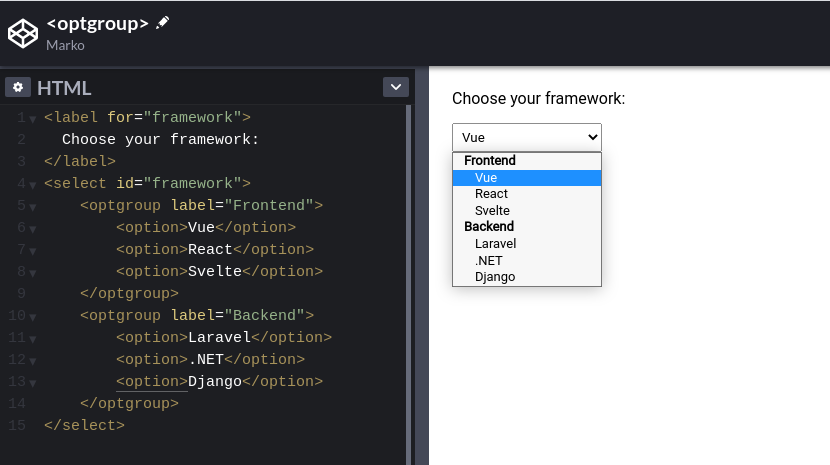 <optgroup>
Marko
HTML
1 <label for="framework">
2 Choose your framework:
3 </label>
4 <select id="framework">
5 <optgroup label="Frontend">
6 <option>Vue</option>
7 <option>React</option>
8 <option>Svelte</option>
9 </optgroup>
10 <optgroup label="Backend">
11 <option>Laravel</option>
12 <option>.NET</option>
13 <option>Django</option>
14 </optgroup>
15 </select>
Choose your framework:
Vue
Frontend
Vue
React
Svelte
Backend
Laravel
.NET
Django